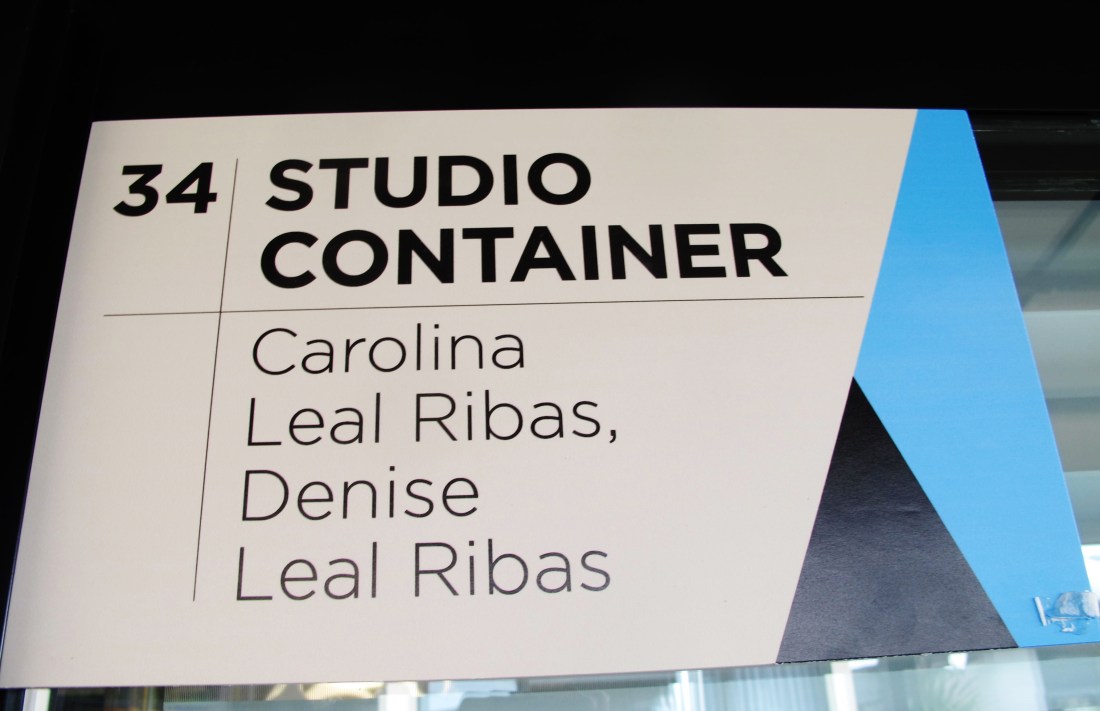 34 STUDIO
CONTAINER
Carolina
Leal Ribas,
Denise
Leal Ribas